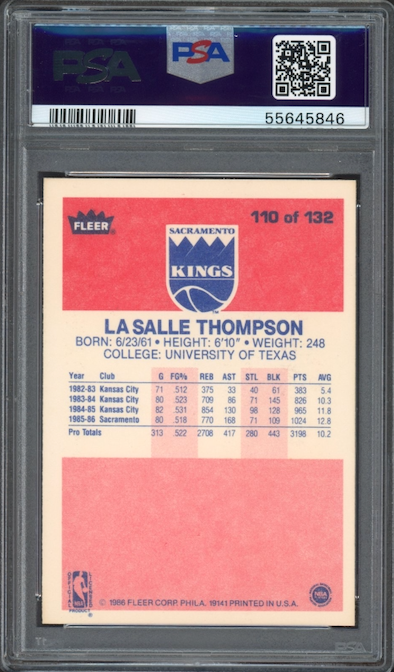 PSA
PSA
55645846
FLEER
110 of 132
SACRAMENTO
KINGS
LA SALLE THOMPSON
BORN: 6/23/61 • HEIGHT: 6'10" • WEIGHT: 248
COLLEGE: UNIVERSITY OF TEXAS
Year Club G FG% REB AST STL BLK PTS AVG
1982-83 Kansas City 71 .512 375 33 40 61 383 5.4
1983-84 Kansas City 80 .523 709 86 71 145 826 10.3
1984-85 Kansas City 82 .531 854 130 98 128 965 11.8
1985-86 Sacramento 80 .518 770 168 71 109 1024 12.8
Pro Totals 313 .522 2708 417 280 443 3198 10.2
© 1986 FLEER CORP. PHILA. 19141 PRINTED IN U.S.A.